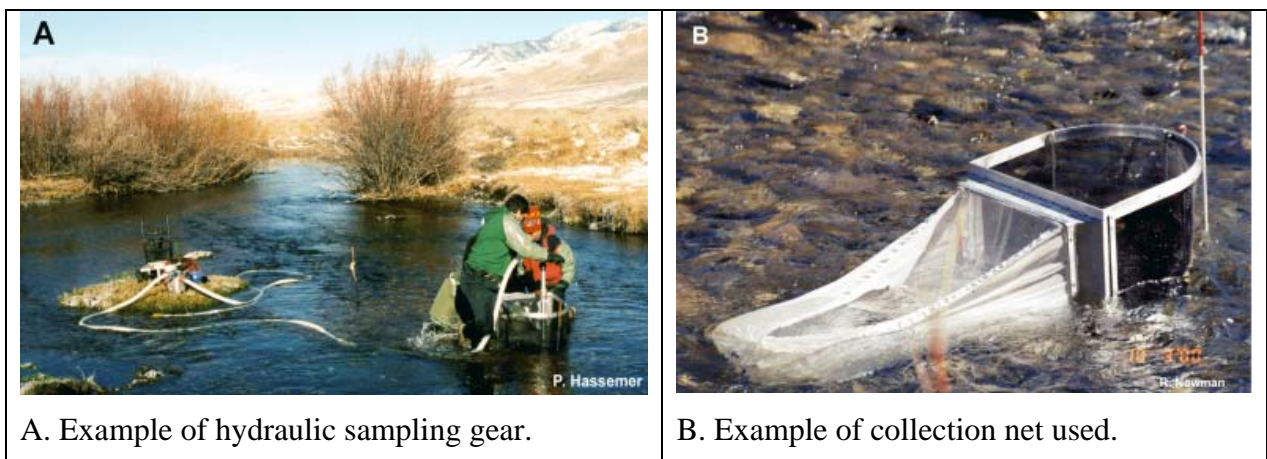 A
P. Hassemer
A. Example of hydraulic sampling gear.
B
R. Newman
B. Example of collection net used.